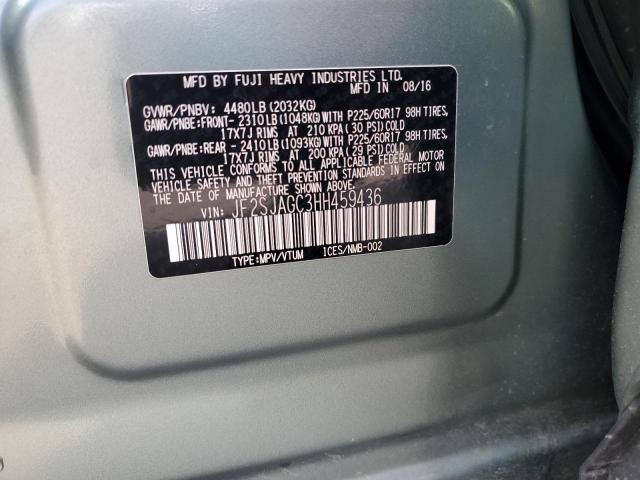 MFD BY FUJI HEAVY INDUSTRIES LTD.
MFD IN 08/16
GVWR/PNBV: 4480LB(2032KG)
GAWR/PNBE:FRONT- 2310LB(1048KG)WITH P225/60R17 98H TIRES,
17X7J RIMS AT 210 KPA(30 PSI)COLD
GAWR/PNBE:REAR - 2410LB(1093KG)WITH P225/60R17 98H TIRES,
17X7J RIMS AT 200 KPA(29 PSI)COLD
THIS VEHICLE CONFORMS TO ALL APPLICABLE FEDERAL MOTOR
VEHICLE SAFETY AND THEFT PREVENTION STANDARDS IN EFFECT ON
THE DATE OF MANUFACTURE SHOWN ABOVE.
VIN: JF2SJAGC3HH459436
TYPE:MPV/VTUM ICES/NMB-002